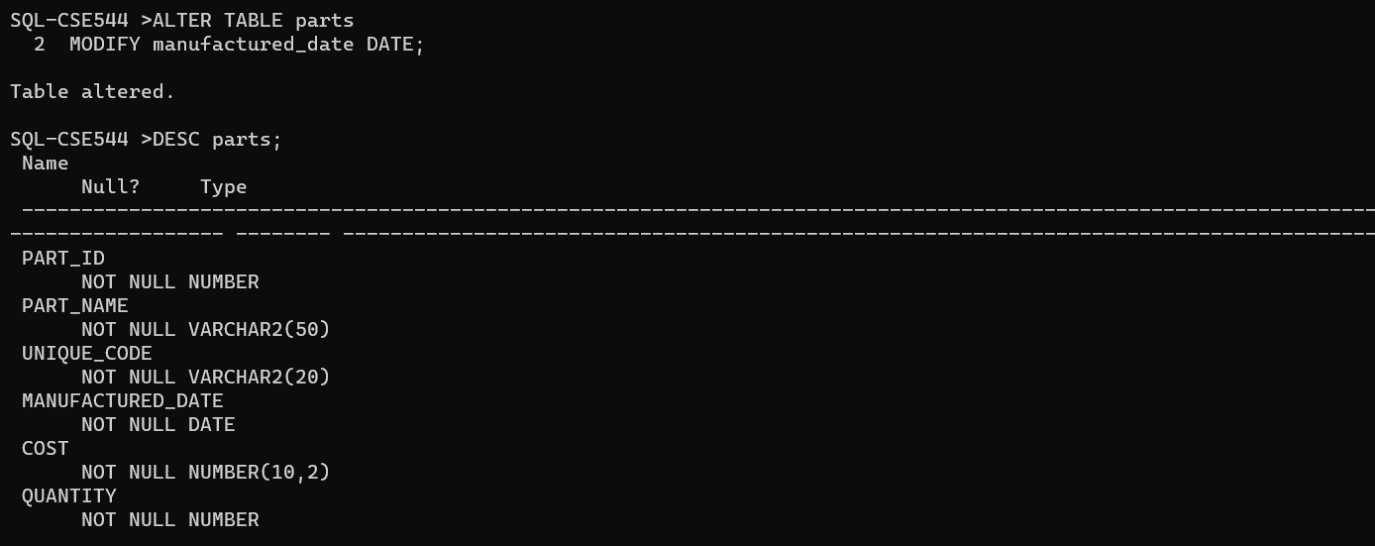 SQL-CSE544 >ALTER TABLE parts
2 MODIFY manufactured_date DATE;
Table altered.
SQL-CSE544 >DESC parts;
Name
Null? Type
------------------------------------------------------------------------------------------------------------------
------------------ -------- ---------------------------------------------------------------------------------------
PART_ID
NOT NULL NUMBER
PART_NAME
NOT NULL VARCHAR2(50)
UNIQUE_CODE
NOT NULL VARCHAR2(20)
MANUFACTURED_DATE
NOT NULL DATE
COST
NOT NULL NUMBER(10,2)
QUANTITY
NOT NULL NUMBER